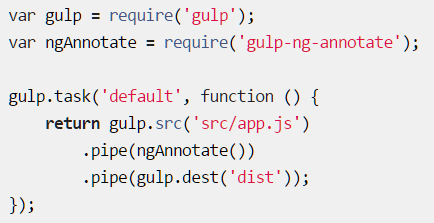 var gulp = require('gulp');
var ngAnnotate = require('gulp-ng-annotate');
gulp.task('default', function () {
    return gulp.src('src/app.js')
        .pipe(ngAnnotate())
        .pipe(gulp.dest('dist'));
});